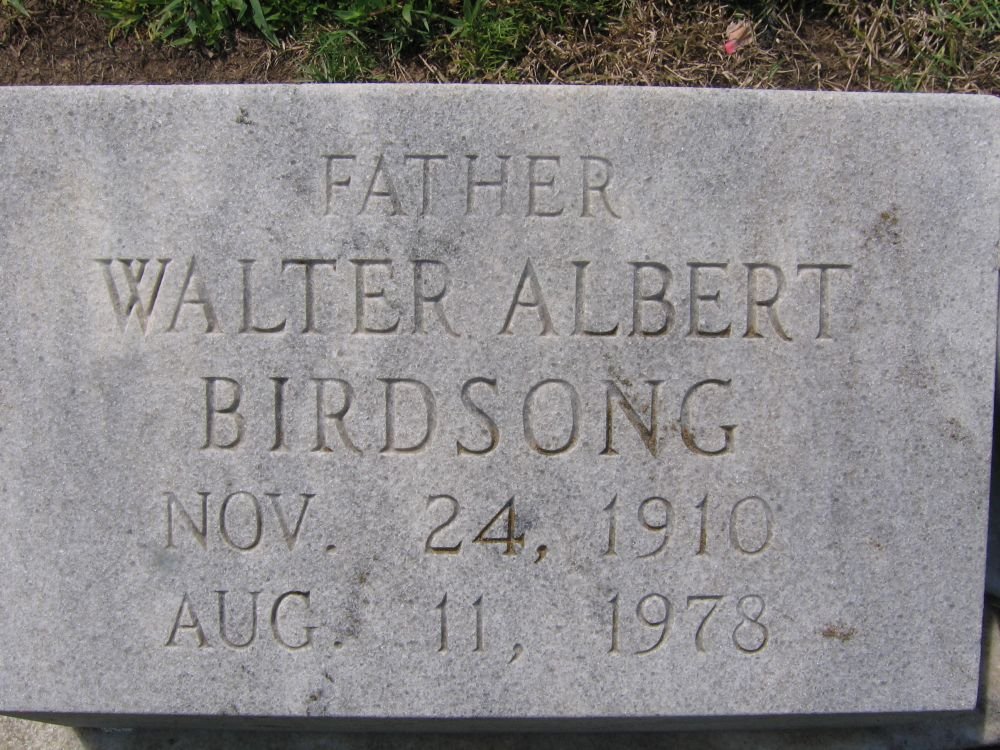 FATHER
WALTER ALBERT
BIRDSONG
NOV. 24, 1910
AUG. 11, 1978